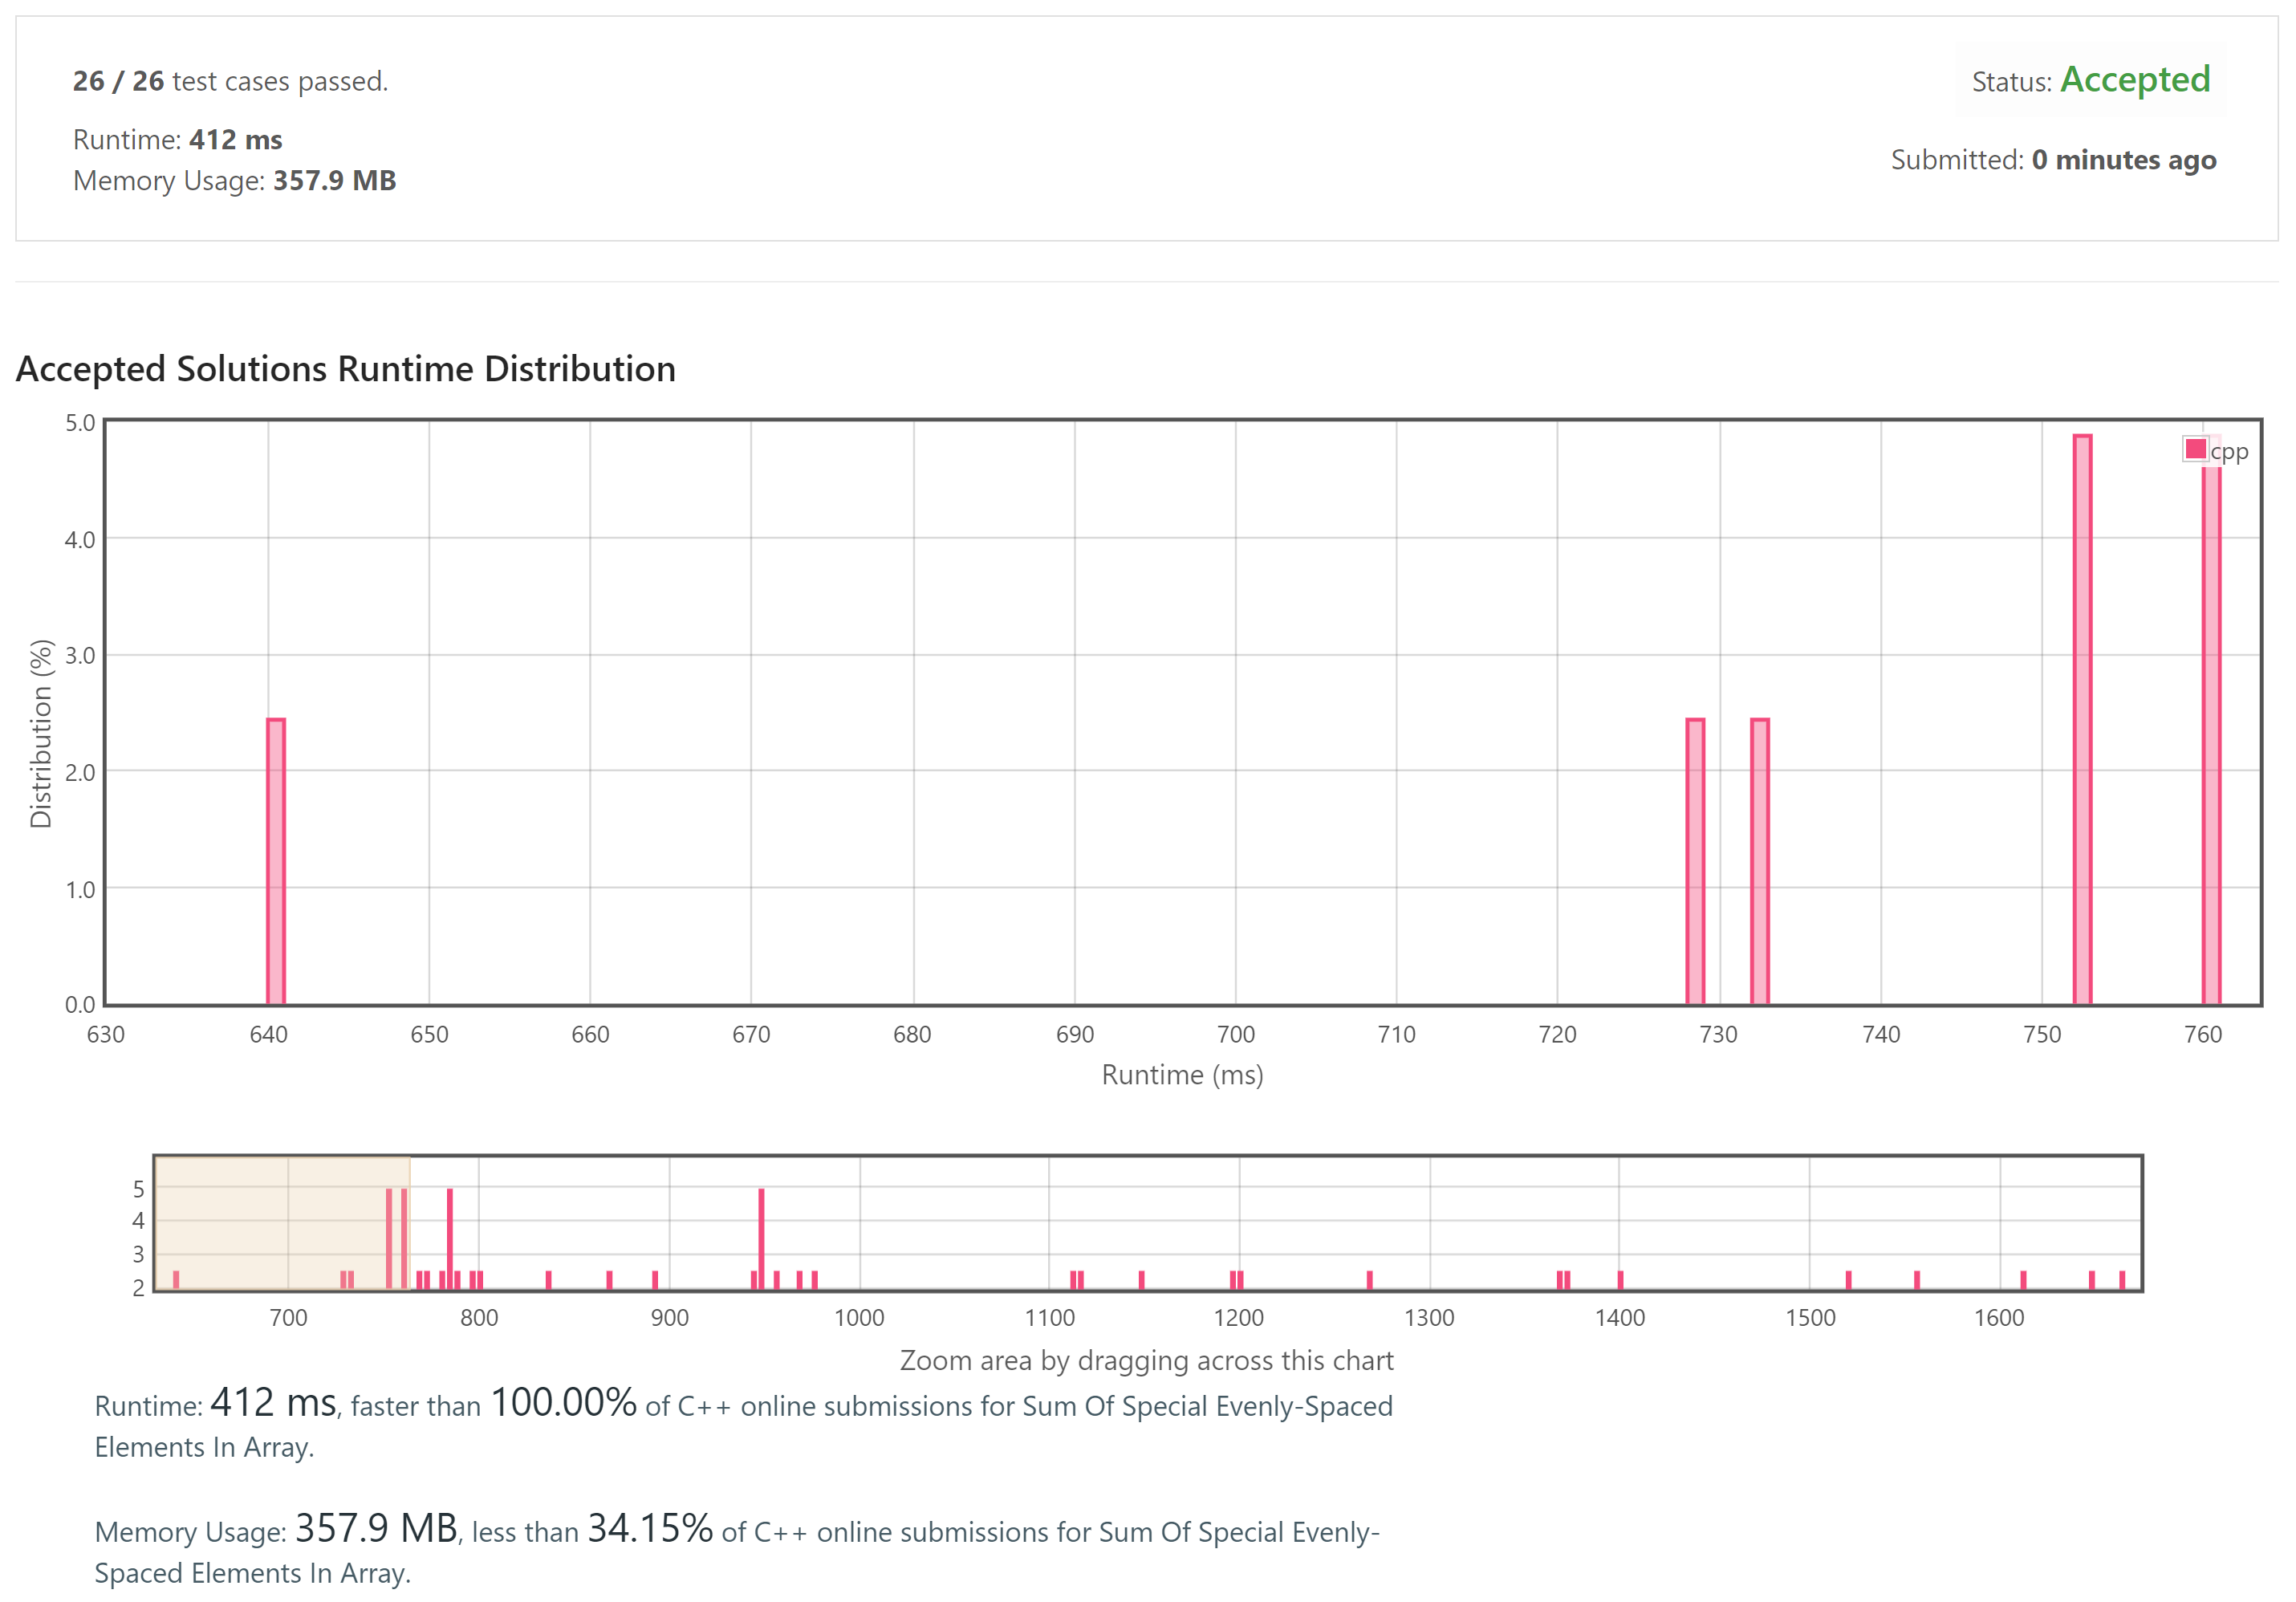 26 / 26 test cases passed.
Status: Accepted
Runtime: 412 ms
Submitted: 0 minutes ago
Memory Usage: 357.9 MB
Accepted Solutions Runtime Distribution
5.0
cpp
4.0
3.0
2.0
1.0
0.0
Distribution (%)
630 640 650 660 670 680 690 700 710 720 730 740 750 760
Runtime (ms)
5
4
3
2
700 800 900 1000 1100 1200 1300 1400 1500 1600
Zoom area by dragging across this chart
Runtime: 412 ms, faster than 100.00% of C++ online submissions for Sum Of Special Evenly-Spaced
Elements In Array.
Memory Usage: 357.9 MB, less than 34.15% of C++ online submissions for Sum Of Special Evenly-
Spaced Elements In Array.